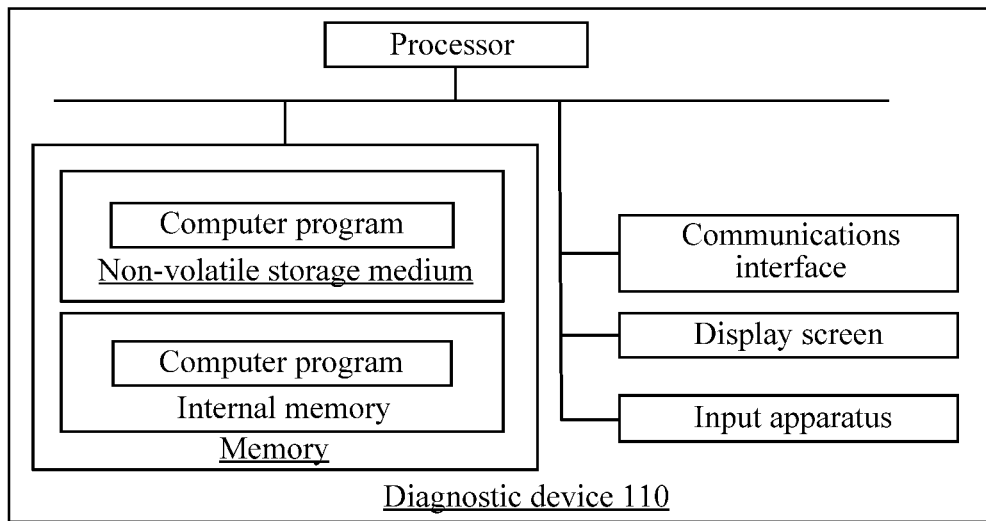 Processor
Computer program
Non-volatile storage medium
Computer program
Internal memory
Memory
Communications
interface
Display screen
Input apparatus
Diagnostic device 110